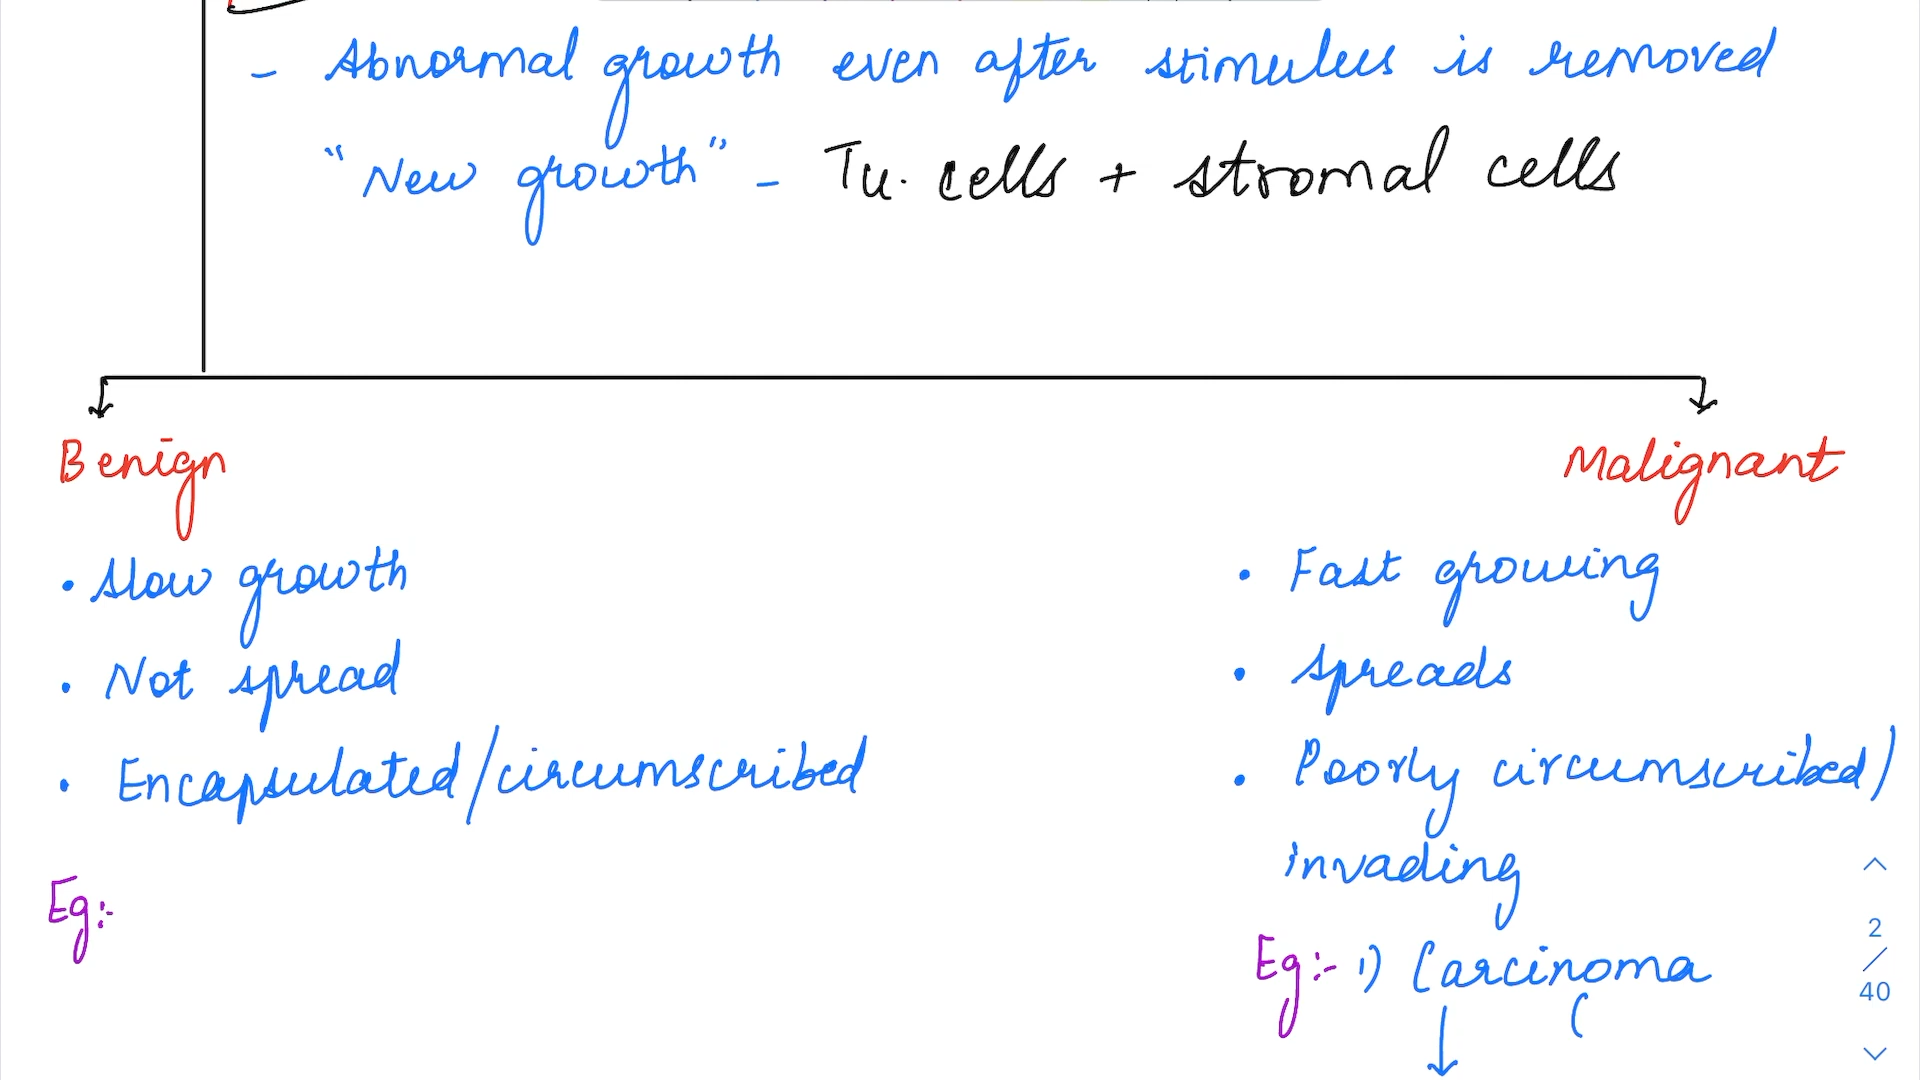 - Abnormal growth even after stimulus is removed
"New growth" - Tu. cells + stromal cells
Benign
Malignant
• Slow growth
• Not spread
• Encapsulated/circumscribed
Eg:-
• Fast growing
• Spreads
• Poorly circumscribed/
invading
Eg:- 1) Carcinoma
(
2
/
40